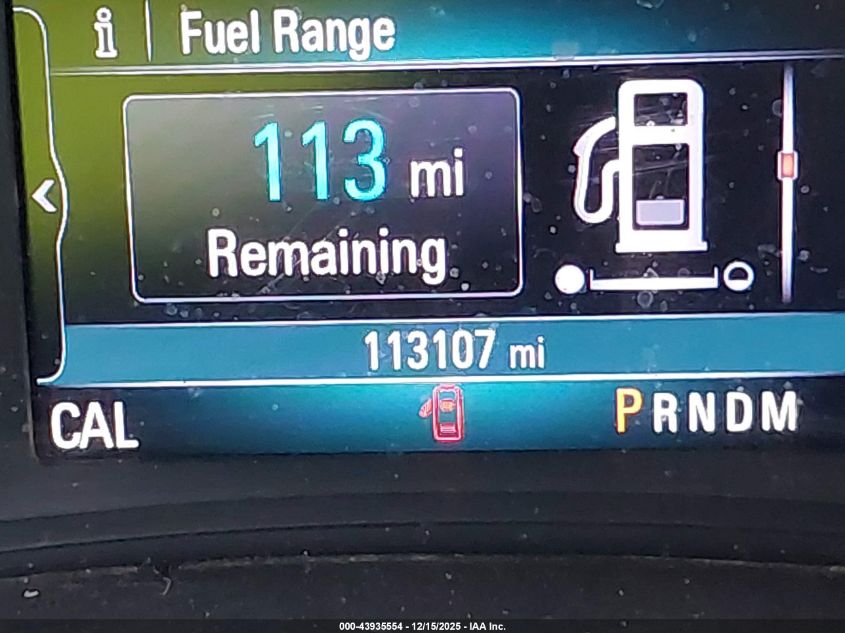 i Fuel Range
113 mi
Remaining
113107 mi
CAL
PRNDM
000-43935554 - 12/15/2025 - IAA Inc.